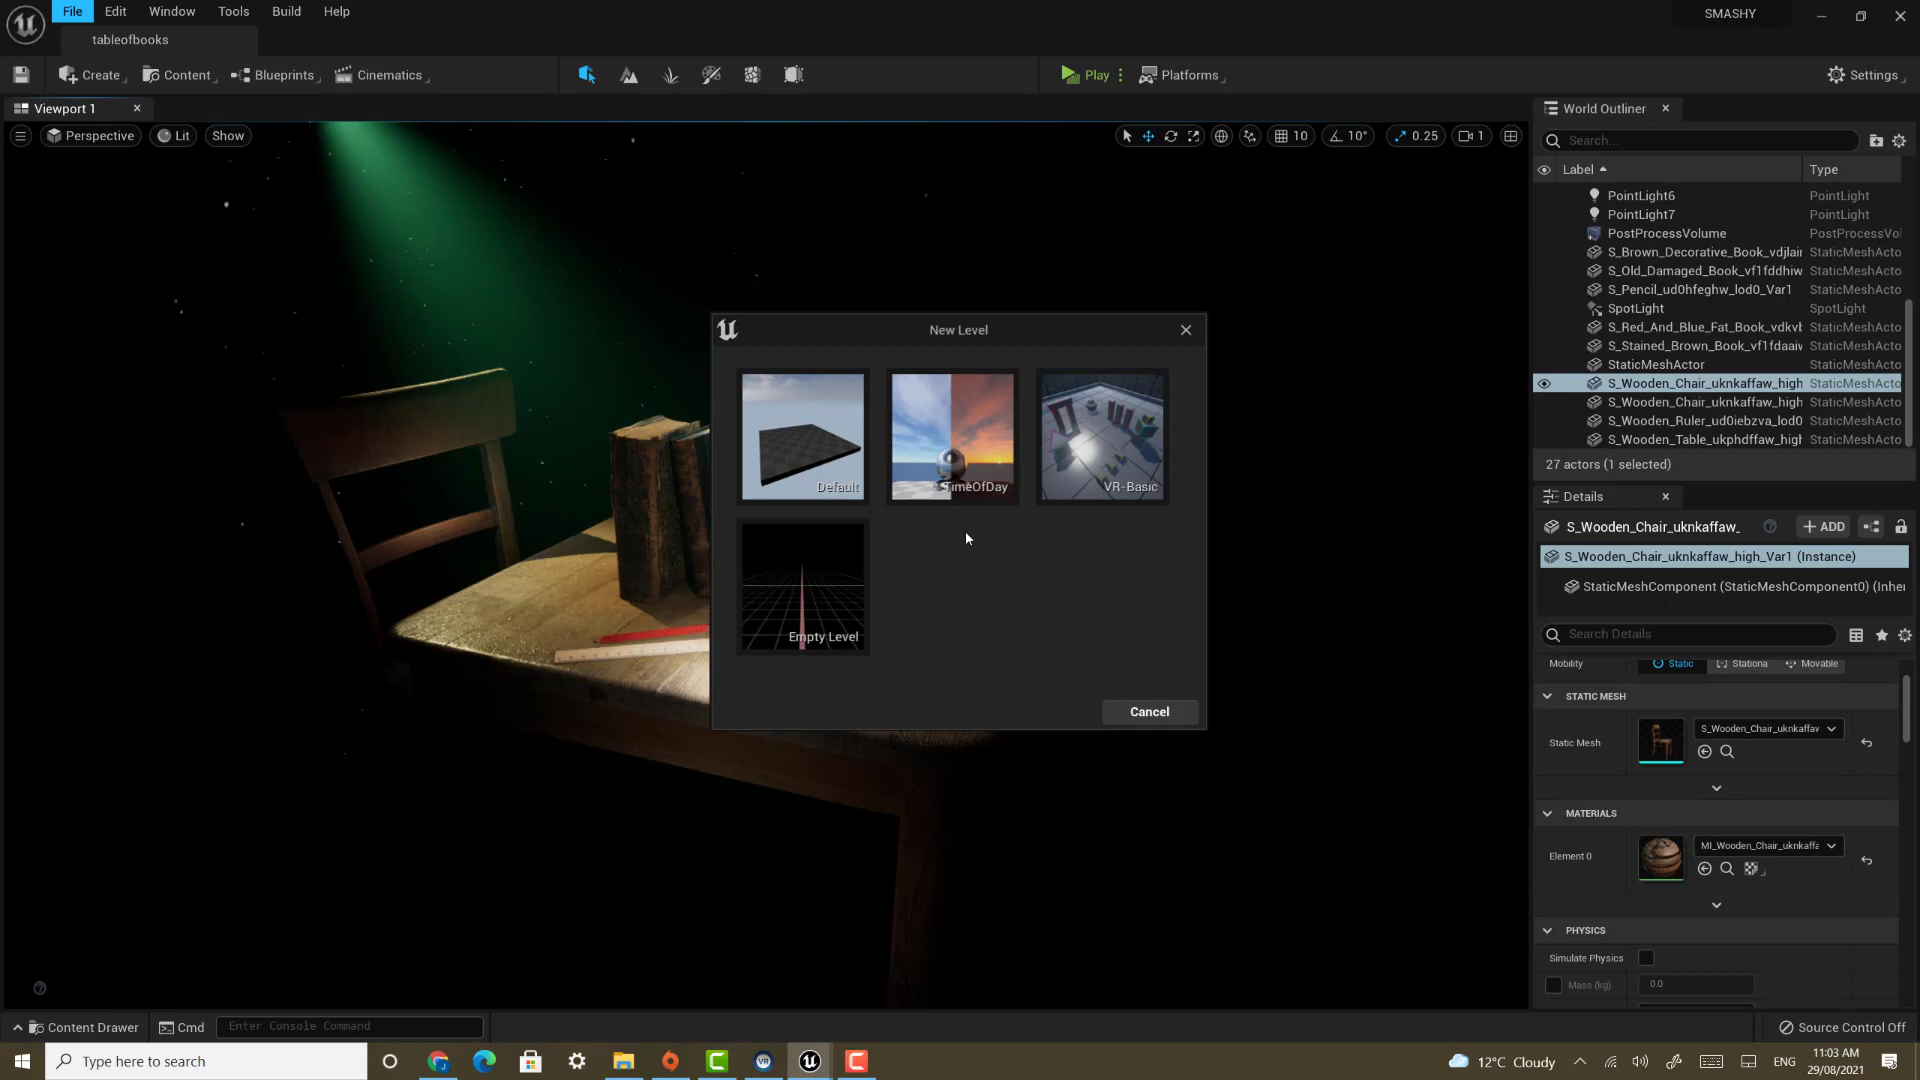 File Edit Window Tools Build Help
SMASHY
tableofbooks
Create Content Blueprints Cinematics
Play Platforms
Settings
Viewport 1
Perspective Lit Show
10 10° 0.25 1
World Outliner
Search...
Label Type
PointLight6 PointLight
PointLight7 PointLight
PostProcessVolume PostProcessVo
S_Brown_Decorative_Book_vdjlair StaticMeshActo
S_Old_Damaged_Book_vf1fddhiw StaticMeshActo
S_Pencil_ud0hfeghw_lod0_Var1 StaticMeshActo
SpotLight SpotLight
S_Red_And_Blue_Fat_Book_vdkvb StaticMeshActo
S_Stained_Brown_Book_vf1fdaaiw StaticMeshActo
StaticMeshActor StaticMeshActo
S_Wooden_Chair_uknkaffaw_high StaticMeshActo
S_Wooden_Chair_uknkaffaw_high StaticMeshActo
S_Wooden_Ruler_ud0iebzva_lod0 StaticMeshActo
S_Wooden_Table_ukphdffaw_high StaticMeshActo
27 actors (1 selected)
New Level
Default
TimeOfDay
VR-Basic
Empty Level
Cancel
Details
S_Wooden_Chair_uknkaffaw_
ADD
S_Wooden_Chair_uknkaffaw_high_Var1 (Instance)
StaticMeshComponent (StaticMeshComponent0) (Inher
Search Details
Mobility Static Stationa Movable
STATIC MESH
Static Mesh S_Wooden_Chair_uknkaffaw
MATERIALS
Element 0 MI_Wooden_Chair_uknkaffa
PHYSICS
Simulate Physics
Mass (kg) 0.0
Content Drawer Cmd Enter Console Command
Source Control Off
Type here to search
12°C Cloudy
ENG
11:03 AM
29/08/2021